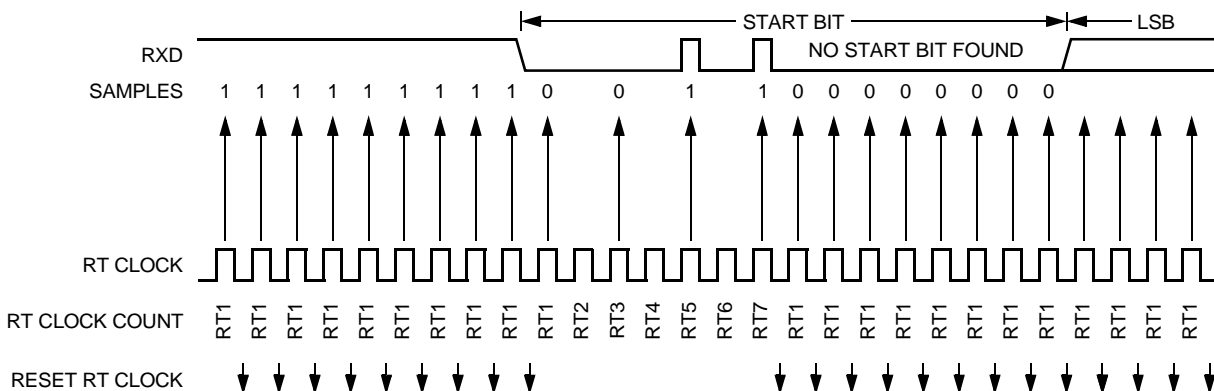 START BIT LSB
RXD NO START BIT FOUND
SAMPLES 1 1 1 1 1 1 1 1 1 0 0 1 1 0 0 0 0 0 0 0 0
RT CLOCK
RT CLOCK COUNT RT1 RT1 RT1 RT1 RT1 RT1 RT1 RT1 RT1 RT1 RT2 RT3 RT4 RT5 RT6 RT7 RT1 RT1 RT1 RT1 RT1 RT1 RT1 RT1 RT1 RT1 RT1 RT1
RESET RT CLOCK